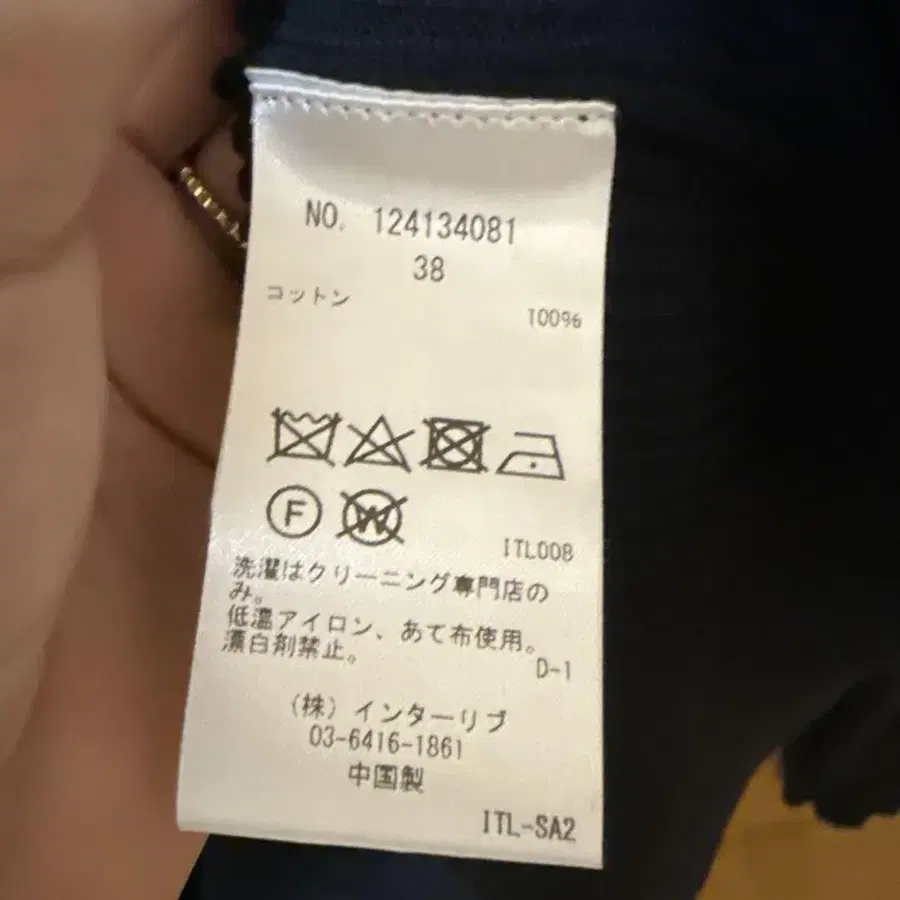 NO. 124134081
38
コットン
100%
F W
ITL008
洗濯はクリーニング専門店の
み。
低温アイロン、あて布使用。
漂白剤禁止。
D-1
(株)インターリブ
03-6416-1861
中国製
ITL-SA2